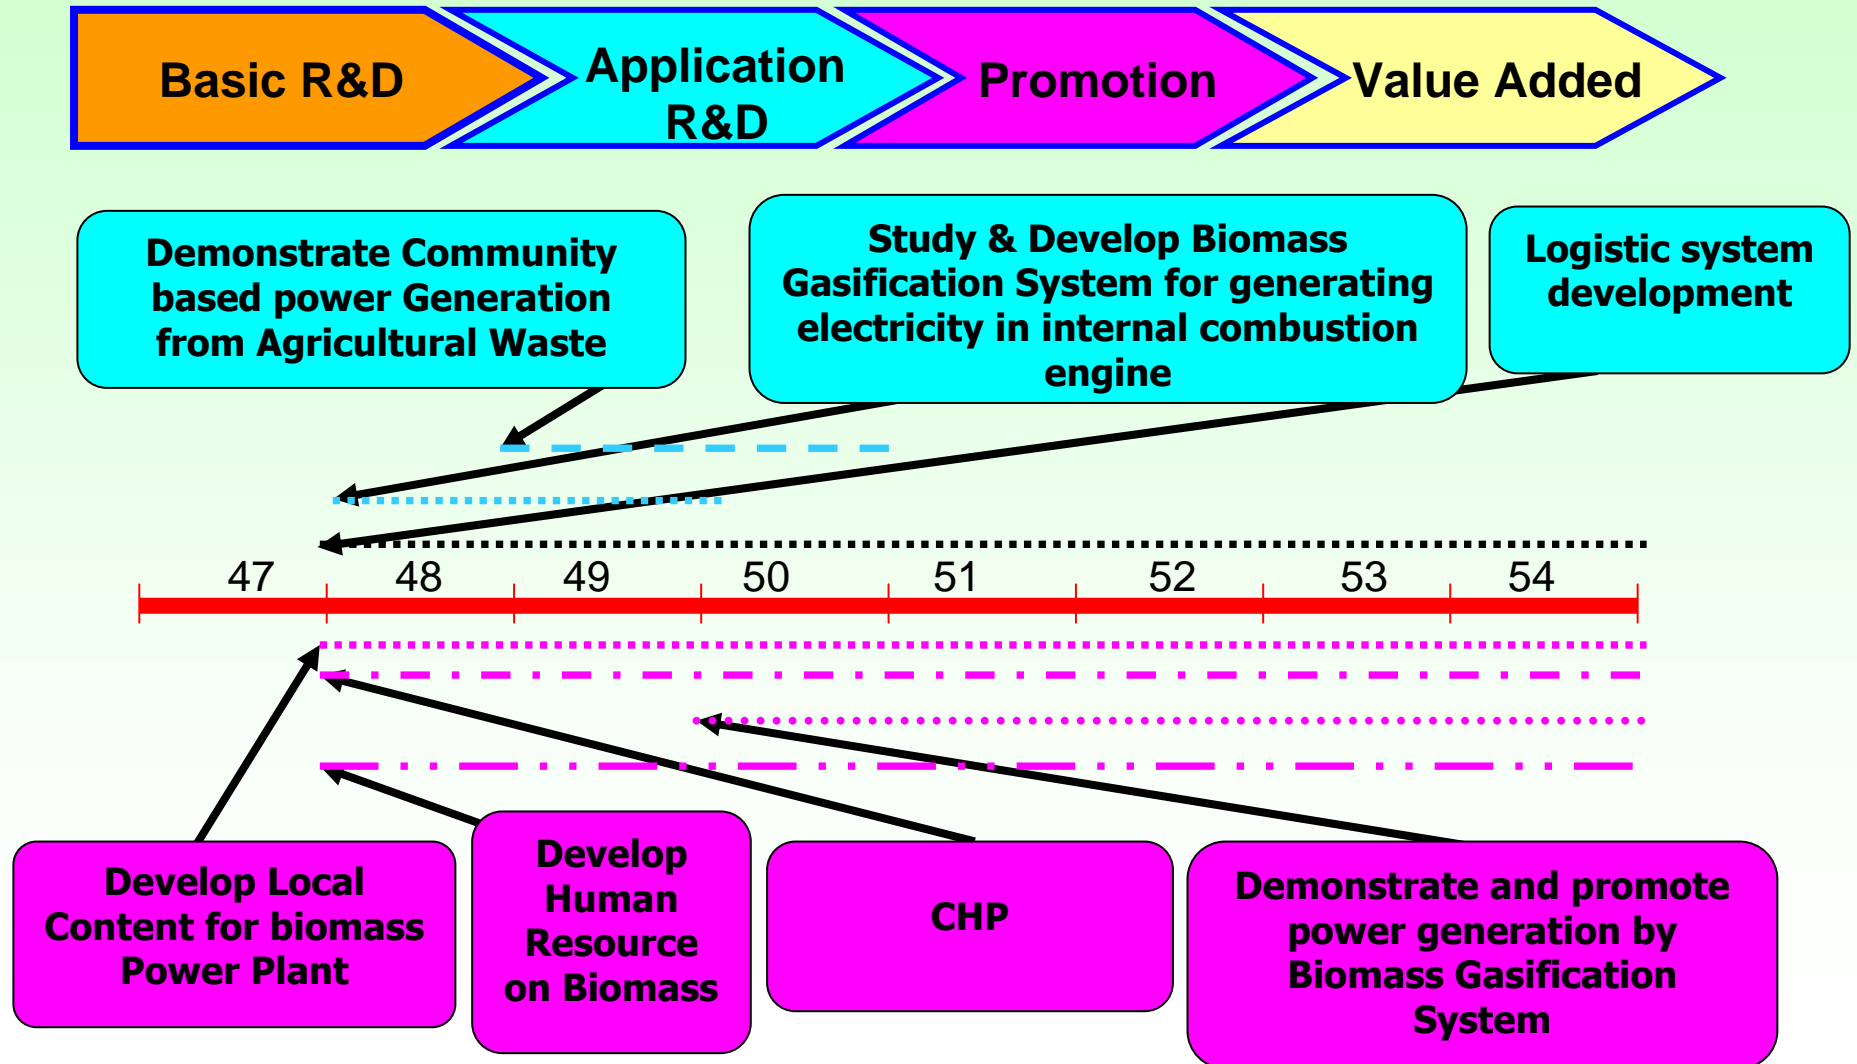 Basic R&D
Application
R&D
Promotion
Value Added
Demonstrate Community
based power Generation
from Agricultural Waste
Study & Develop Biomass
Gasification System for generating
electricity in internal combustion
engine
Logistic system
development
47 48 49 50 51 52 53 54
Develop Local
Content for biomass
Power Plant
Develop
Human
Resource
on Biomass
CHP
Demonstrate and promote
power generation by
Biomass Gasification
System